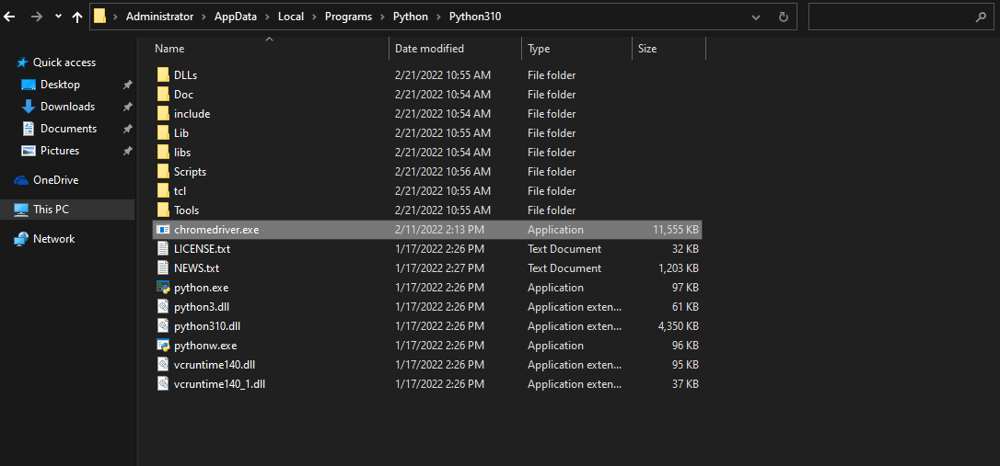 Administrator > AppData > Local > Programs > Python > Python310
Name Date modified Type Size
Quick access
Desktop
Downloads
Documents
Pictures
OneDrive
This PC
Network
DLLs 2/21/2022 10:55 AM File folder
Doc 2/21/2022 10:54 AM File folder
include 2/21/2022 10:54 AM File folder
Lib 2/21/2022 10:55 AM File folder
libs 2/21/2022 10:54 AM File folder
Scripts 2/21/2022 10:56 AM File folder
tcl 2/21/2022 10:55 AM File folder
Tools 2/21/2022 10:55 AM File folder
chromedriver.exe 2/11/2022 2:13 PM Application 11,555 KB
LICENSE.txt 1/17/2022 2:26 PM Text Document 32 KB
NEWS.txt 1/17/2022 2:27 PM Text Document 1,203 KB
python.exe 1/17/2022 2:26 PM Application 97 KB
python3.dll 1/17/2022 2:26 PM Application exten... 61 KB
python310.dll 1/17/2022 2:26 PM Application exten... 4,350 KB
pythonw.exe 1/17/2022 2:26 PM Application 96 KB
vcruntime140.dll 1/17/2022 2:26 PM Application exten... 95 KB
vcruntime140_1.dll 1/17/2022 2:26 PM Application exten... 37 KB